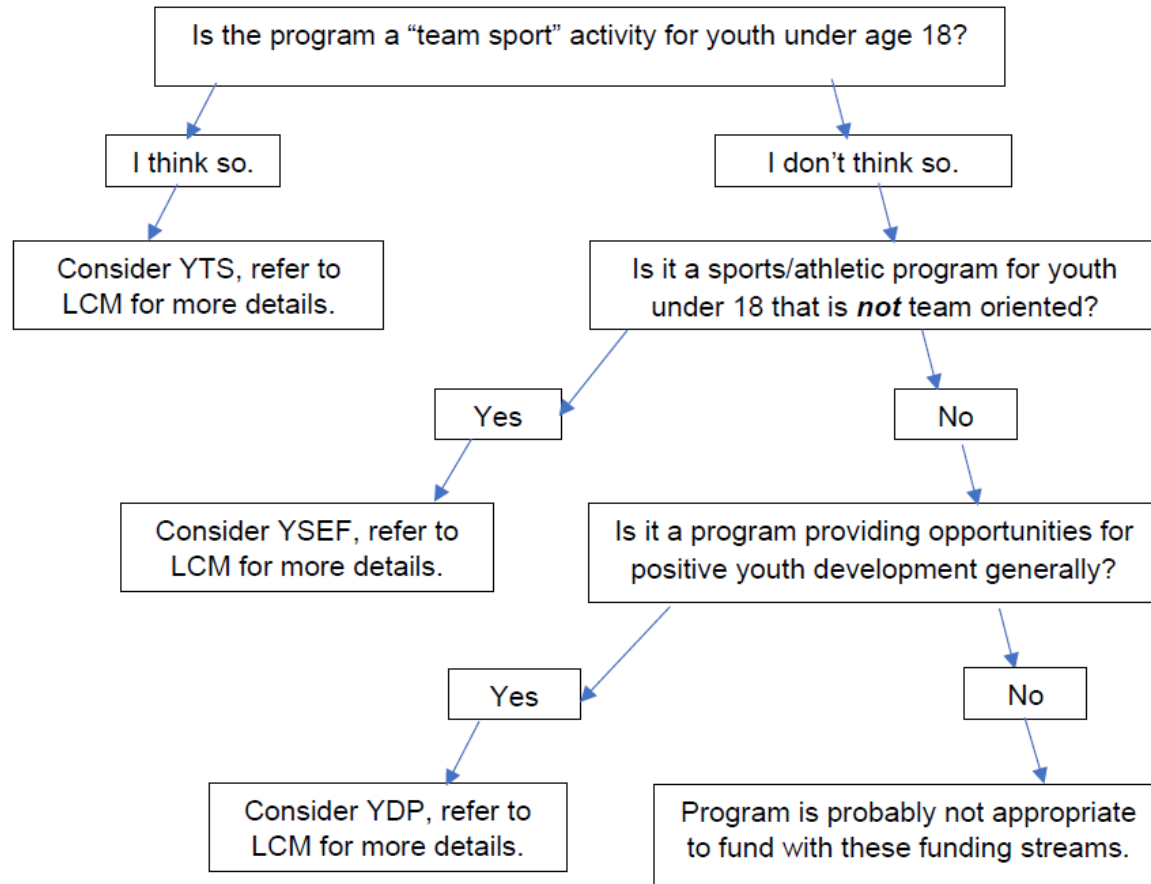 Is the program a “team sport” activity for youth under age 18?
I think so.
I don’t think so.
Consider YTS, refer to
LCM for more details.
Is it a sports/athletic program for youth
under 18 that is not team oriented?
Yes
No
Consider YSEF, refer to
LCM for more details.
Is it a program providing opportunities for
positive youth development generally?
Yes
No
Consider YDP, refer to
LCM for more details.
Program is probably not appropriate
to fund with these funding streams.